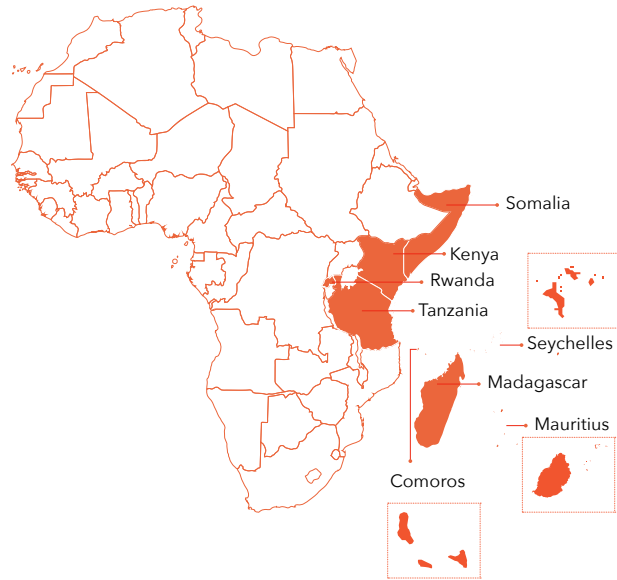 Somalia
Kenya
Rwanda
Tanzania
Seychelles
Madagascar
Mauritius
Comoros